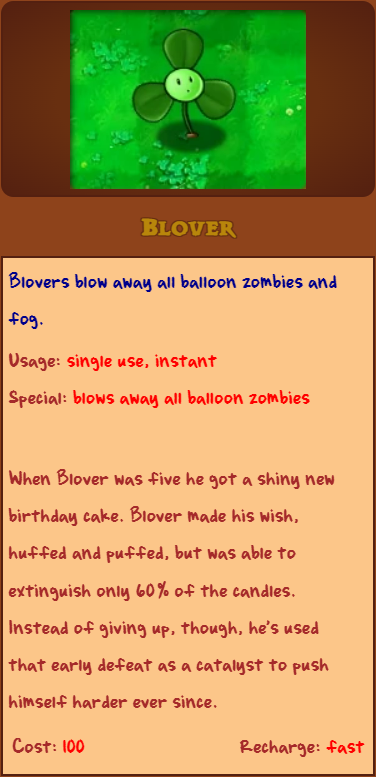 Blover
Blovers blow away all balloon zombies and
fog.
Usage: single use, instant
Special: blows away all balloon zombies
When Blover was five he got a shiny new
birthday cake. Blover made his wish,
huffed and puffed, but was able to
extinguish only 60% of the candles.
Instead of giving up, though, he's used
that early defeat as a catalyst to push
himself harder ever since.
Cost: 100 Recharge: fast